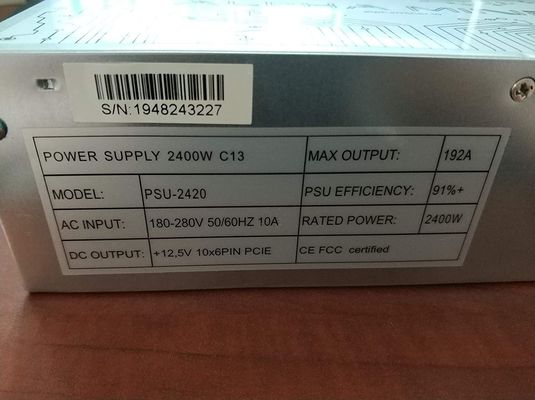 S/N:1948243227
POWER SUPPLY 2400W C13 MAX OUTPUT: 192A
MODEL: PSU-2420 PSU EFFICIENCY: 91%+
AC INPUT: 180-280V 50/60HZ 10A RATED POWER: 2400W
DC OUTPUT: +12,5V 10x6PIN PCIE CE FCC certified